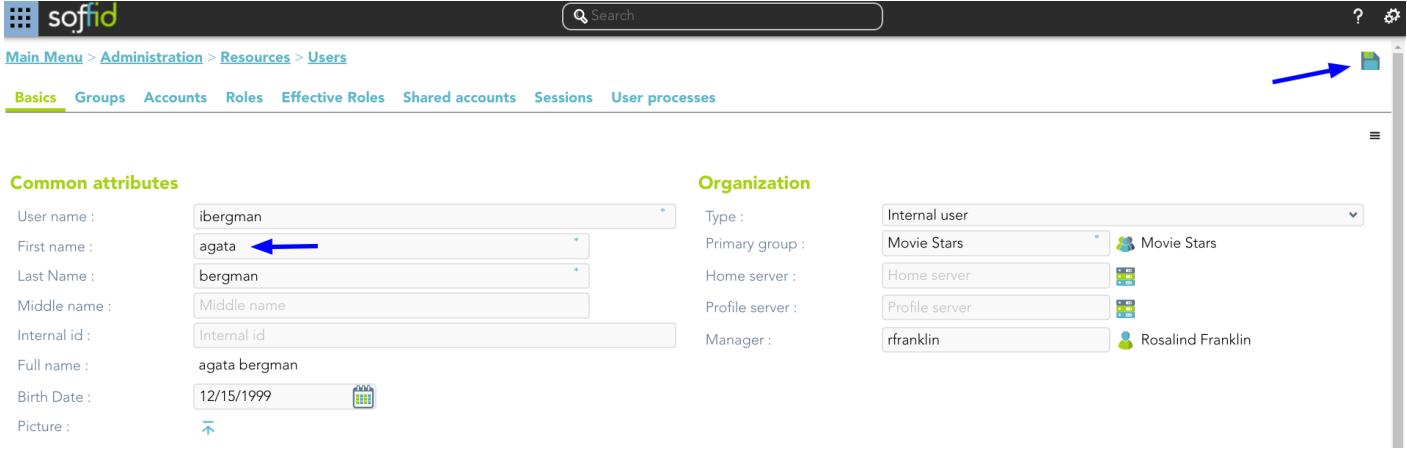 soffid
Search
?
Main Menu > Administration > Resources > Users
Basics Groups Accounts Roles Effective Roles Shared accounts Sessions User processes
Common attributes
User name : ibergman *
First name : agata *
Last Name : bergman *
Middle name : Middle name
Internal id : Internal id
Full name : agata bergman
Birth Date : 12/15/1999
Picture :
Organization
Type : Internal user
Primary group : Movie Stars * Movie Stars
Home server : Home server
Profile server : Profile server
Manager : rfranklin Rosalind Franklin